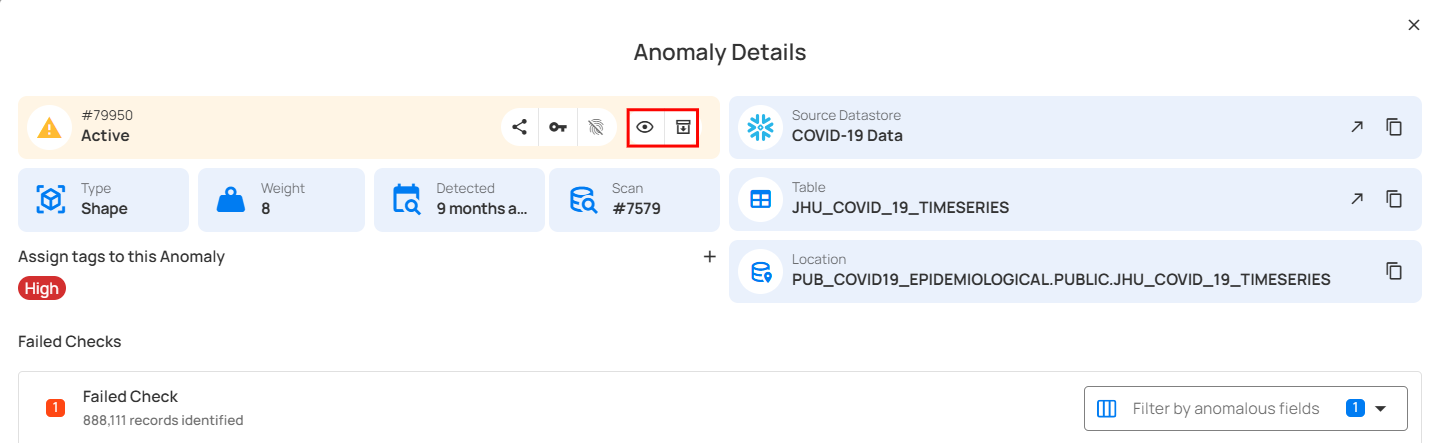 Anomaly Details
#79950
Active
Source Datastore
COVID-19 Data
Type
Shape
Weight
8
Detected
9 months a...
Scan
#7579
Table
JHU_COVID_19_TIMESERIES
Assign tags to this Anomaly
High
Location
PUB_COVID19_EPIDEMIOLOGICAL.PUBLIC.JHU_COVID_19_TIMESERIES
Failed Checks
1
Failed Check
888,111 records identified
Filter by anomalous fields
1